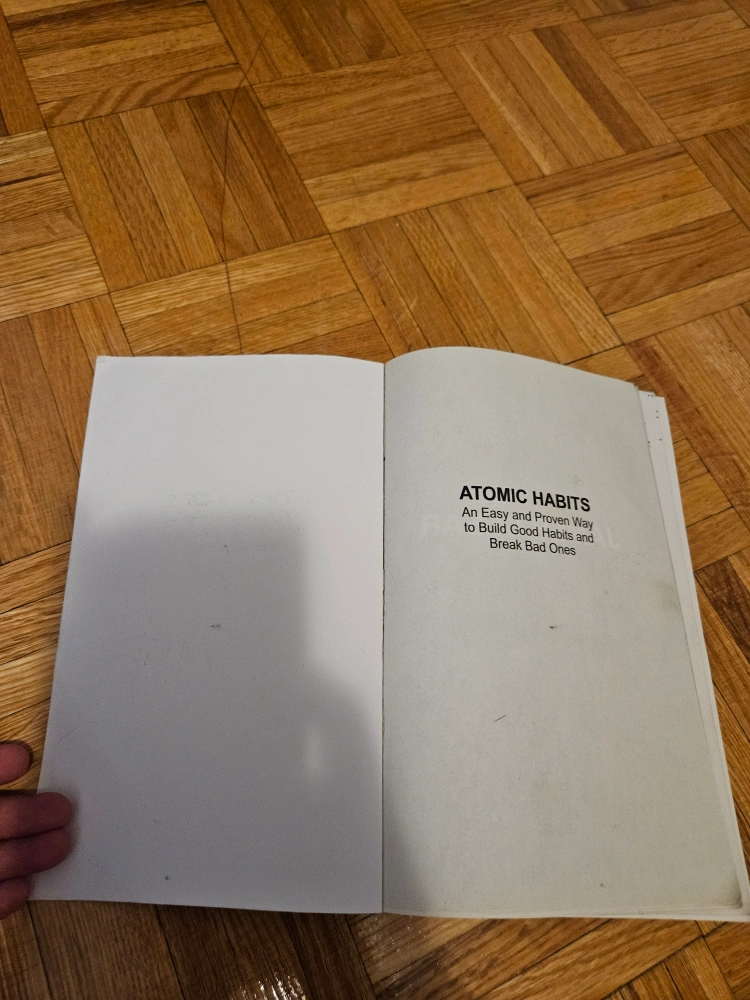 ATOMIC HABITS
An Easy and Proven Way
to Build Good Habits and
Break Bad Ones